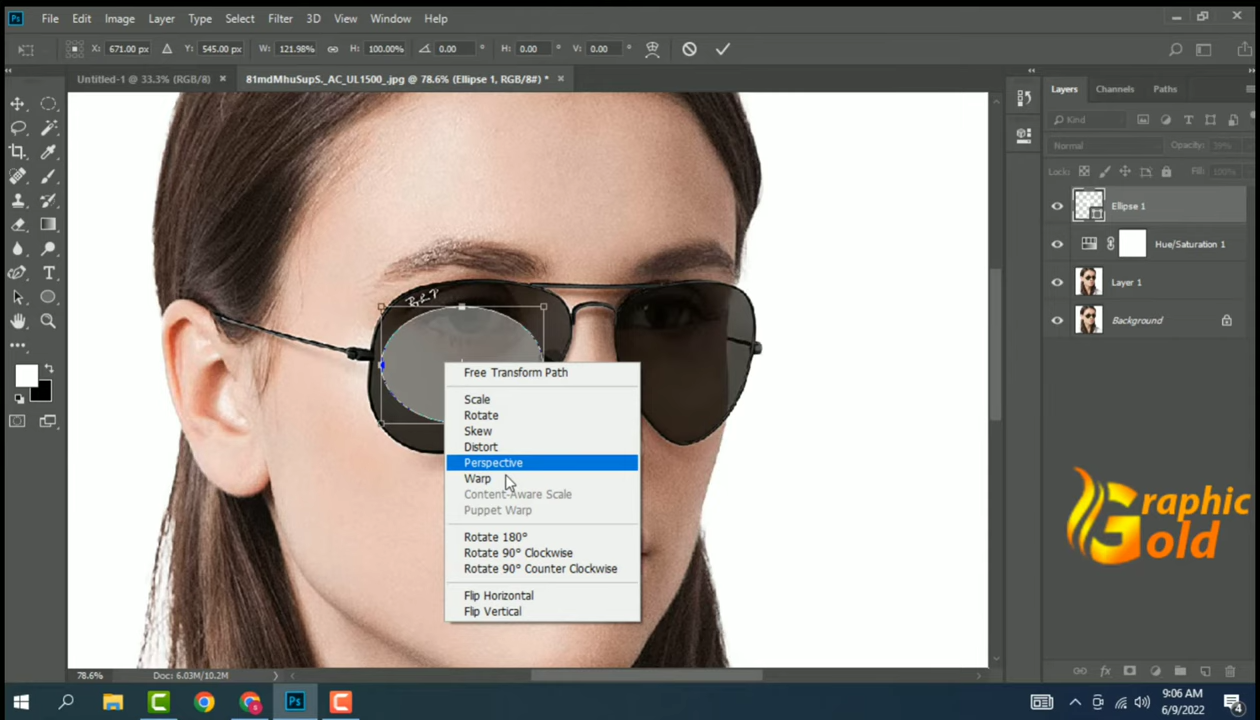 Ps File Edit Image Layer Type Select Filter 3D View Window Help
X: 671.00 px Y: 545.00 px W: 121.98% H: 100.00% 0.00 ° H: 0.00 ° V: 0.00 °
Untitled-1 @ 33.3% (RGB/8) × 81mdMhuSupS._AC_UL1500_.jpg @ 78.6% (Ellipse 1, RGB/8#) * ×
Layers Channels Paths
Kind
Normal Opacity: 39%
Lock: Fill: 100%
Ellipse 1
Hue/Saturation 1
Layer 1
Background
Free Transform Path
Scale
Rotate
Skew
Distort
Perspective
Warp
Content-Aware Scale
Puppet Warp
Rotate 180°
Rotate 90° Clockwise
Rotate 90° Counter Clockwise
Flip Horizontal
Flip Vertical
Graphic
Gold
78.6% Doc: 6.03M/10.2M
Ps
9:06 AM
6/9/2022
4